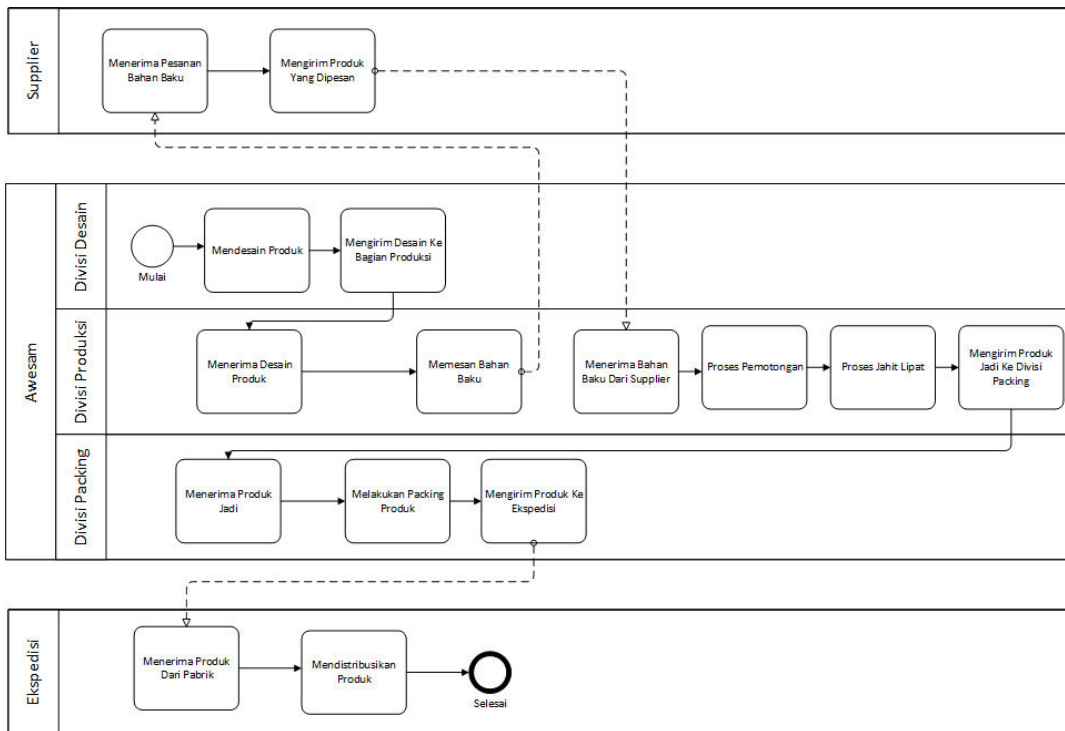 Supplier
Menerima Pesanan
Bahan Baku
Mengirim Produk
Yang Dipesan
Awesam
Divisi Desain
Mulai
Mendesain Produk
Mengirim Desain Ke
Bagian Produksi
Divisi Produksi
Menerima Desain
Produk
Memesan Bahan
Baku
Menerima Bahan
Baku Dari Supplier
Proses Pemotongan
Proses Jahit Lipat
Mengirim Produk
Jadi Ke Divisi
Packing
Divisi Packing
Menerima Produk
Jadi
Melakukan Packing
Produk
Mengirim Produk Ke
Ekspedisi
Ekspedisi
Menerima Produk
Dari Pabrik
Mendistribusikan
Produk
Selesai